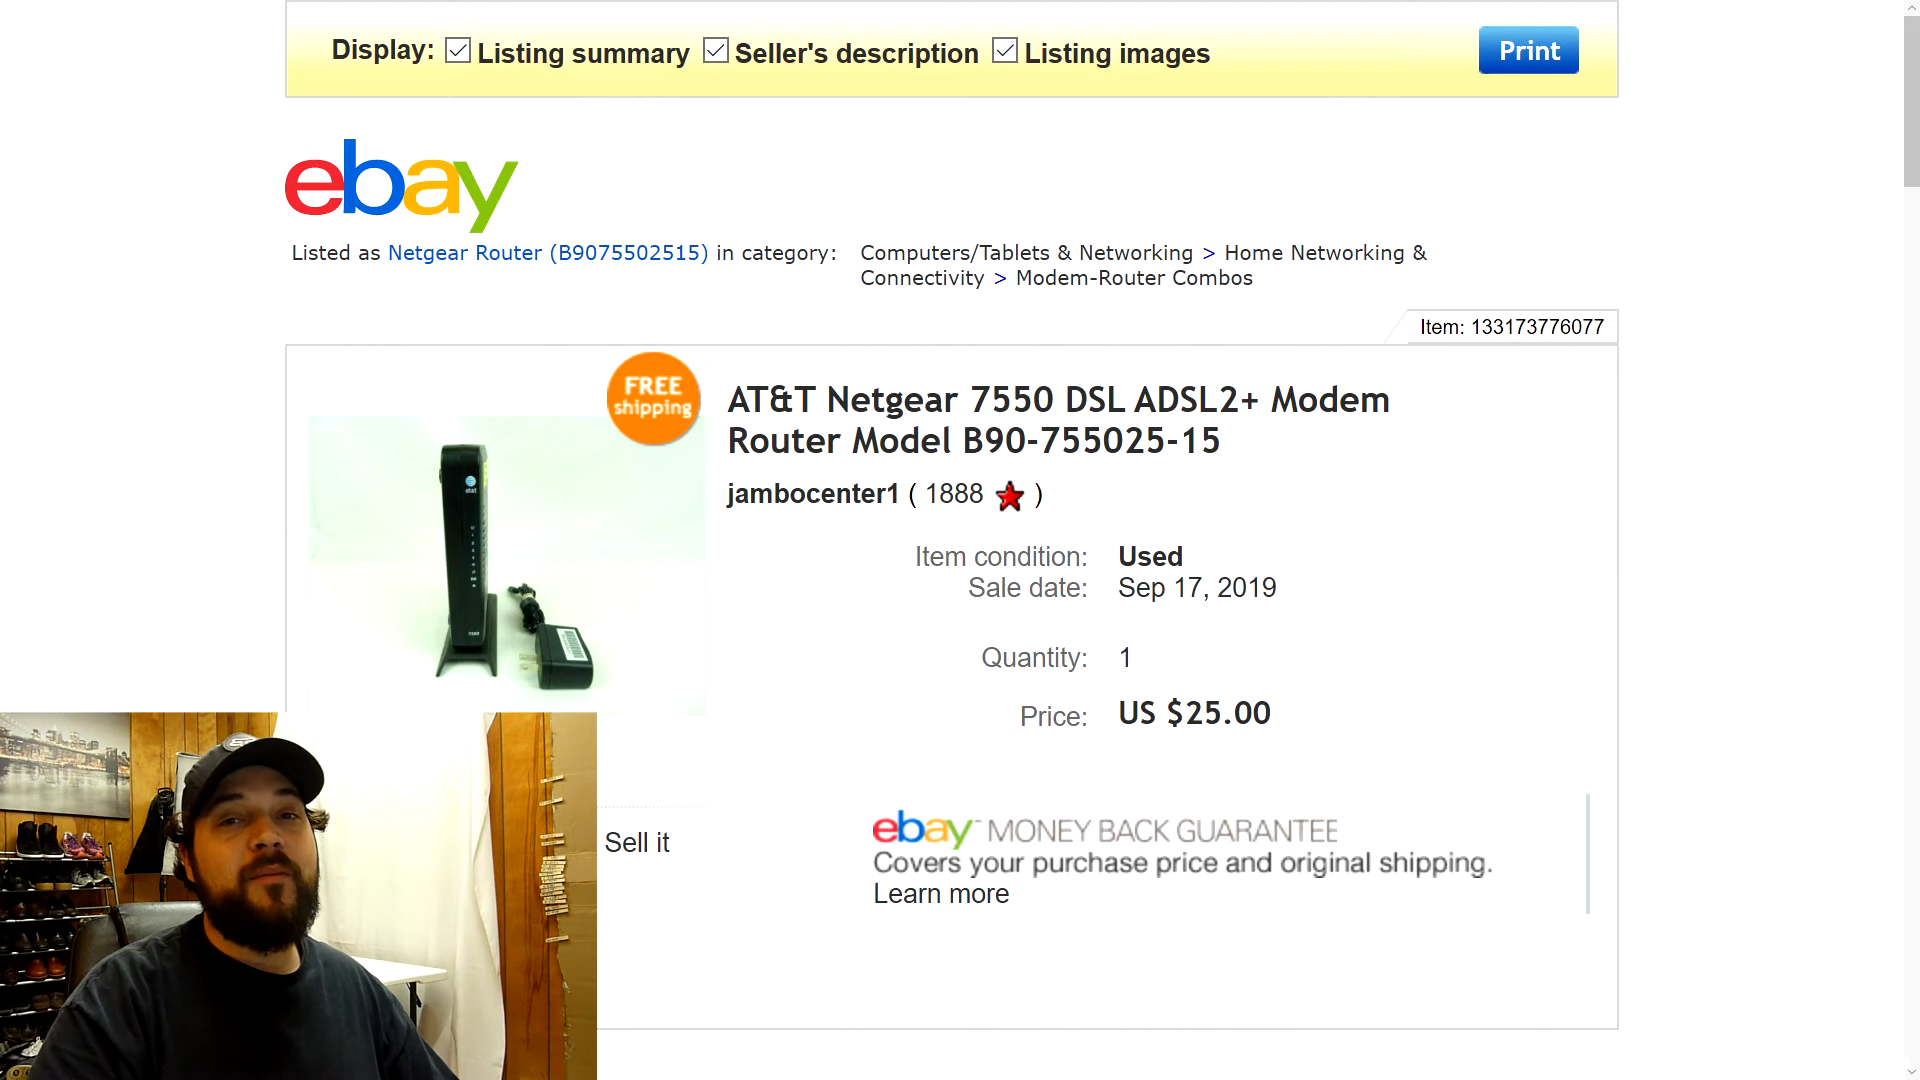 Display: Listing summary Seller's description Listing images
Print
ebay
Listed as Netgear Router (B9075502515) in category:
Computers/Tablets & Networking > Home Networking &
Connectivity > Modem-Router Combos
Item: 133173776077
FREE
shipping
at&t
7550
AT&T Netgear 7550 DSL ADSL2+ Modem
Router Model B90-755025-15
jambocenter1 ( 1888 )
Item condition: Used
Sale date: Sep 17, 2019
Quantity: 1
Price: US $25.00
Sell it
ebay MONEY BACK GUARANTEE
Covers your purchase price and original shipping.
Learn more